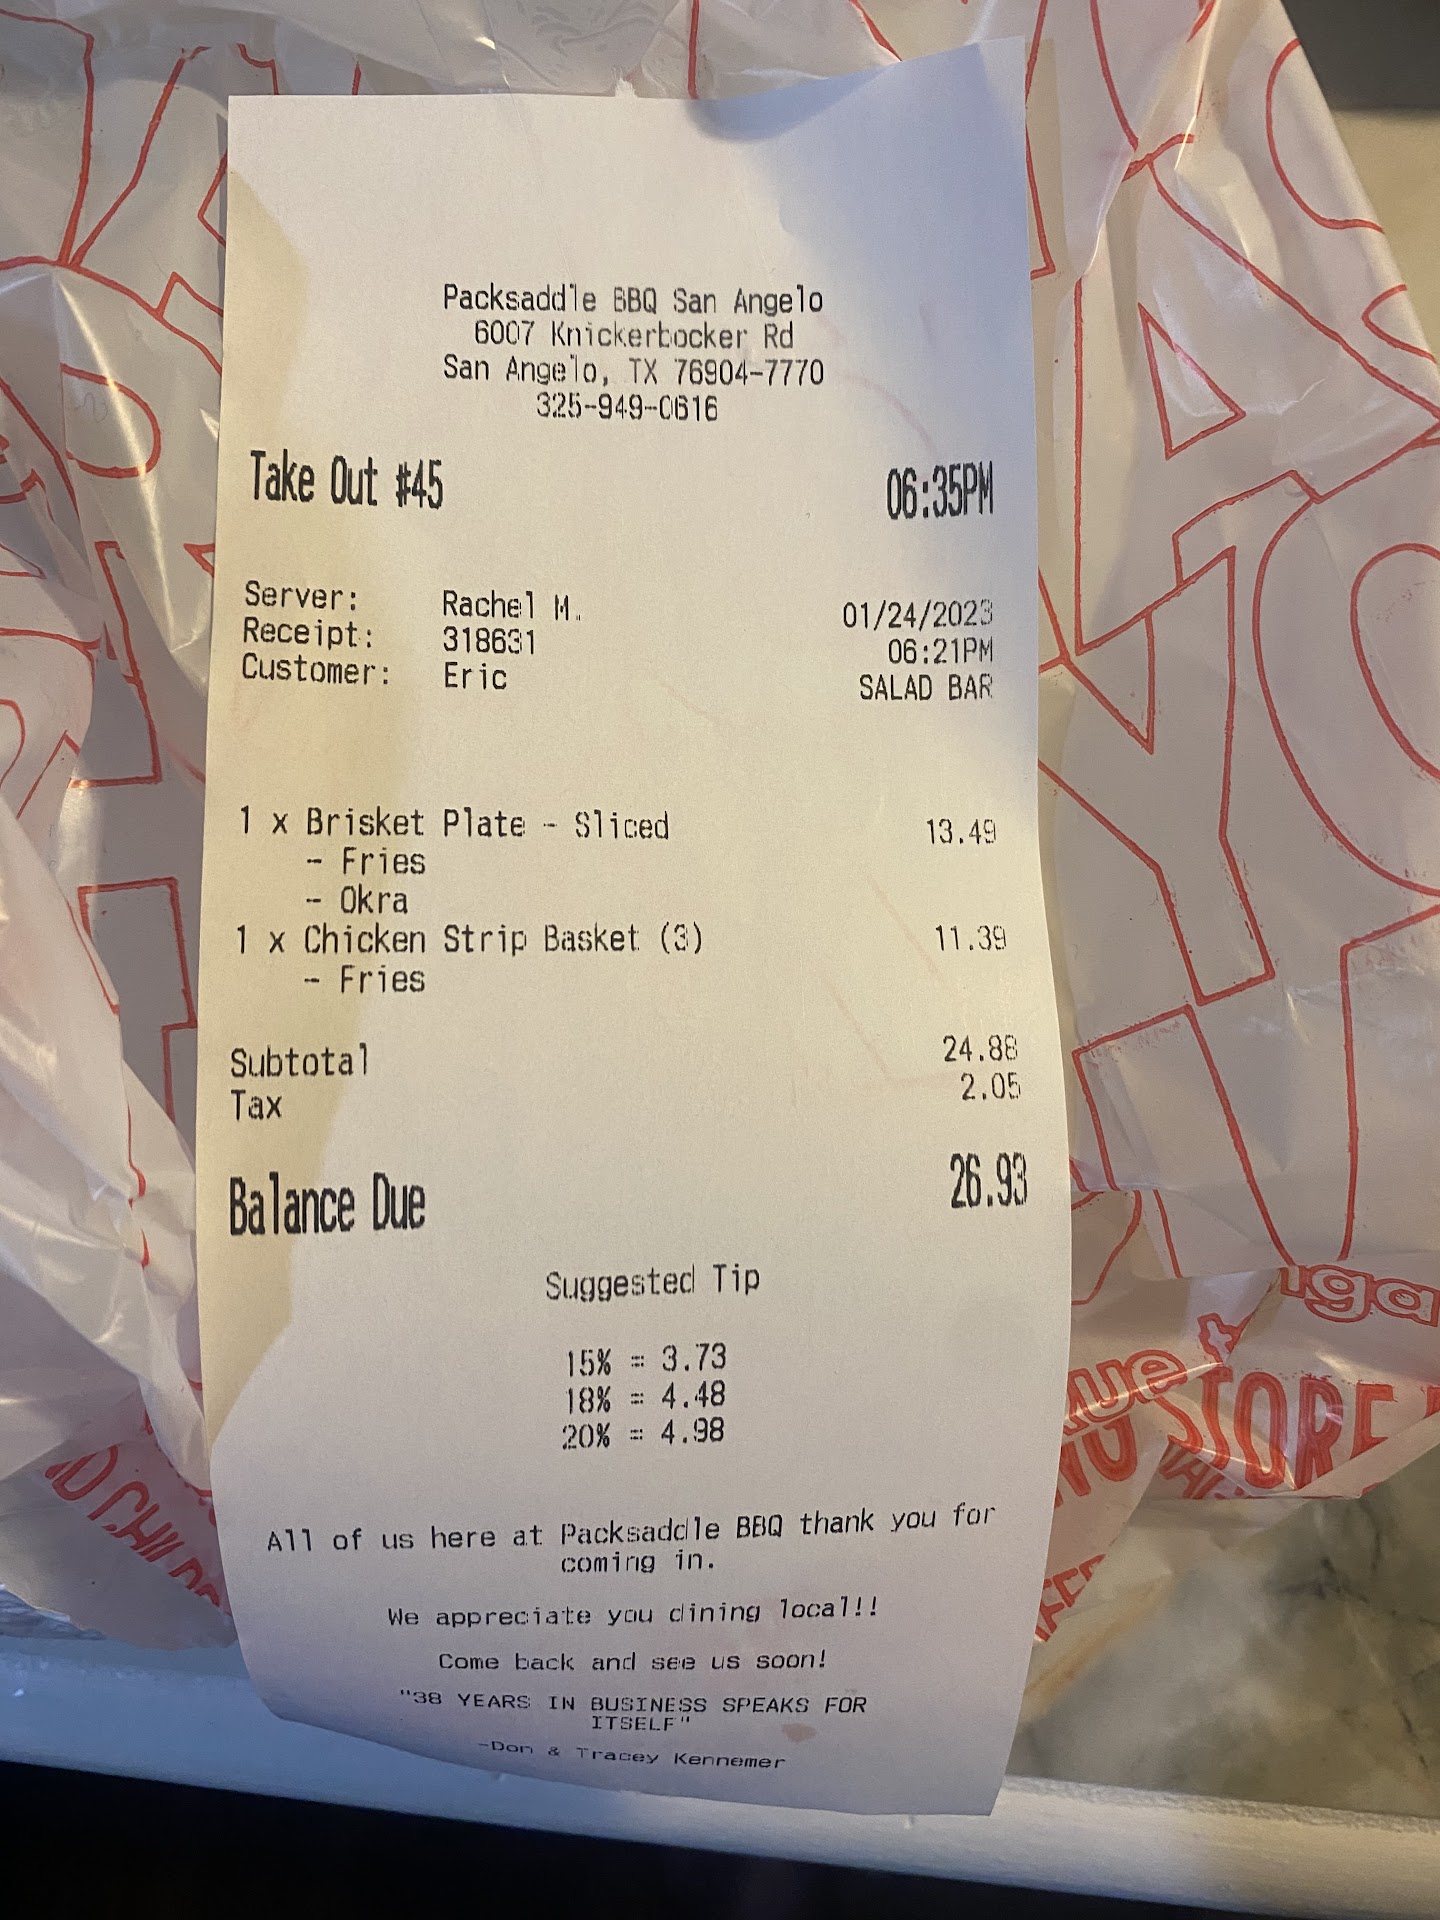 Packsaddle BBQ San Angelo
6007 Knickerbocker Rd
San Angelo, TX 76904-7770
325-949-0616
Take Out #45 06:35PM
Server: Rachel M. 01/24/2023
Receipt: 318631 06:21PM
Customer: Eric SALAD BAR
1 x Brisket Plate - Sliced 13.49
- Fries
- Okra
1 x Chicken Strip Basket (3) 11.39
- Fries
Subtotal 24.88
Tax 2.05
Balance Due 26.93
Suggested Tip
15% = 3.73
18% = 4.48
20% = 4.98
All of us here at Packsaddle BBQ thank you for
coming in.
We appreciate you dining local!!
Come back and see us soon!
"38 YEARS IN BUSINESS SPEAKS FOR
ITSELF"
-Don & Tracey Kennemer
STORE